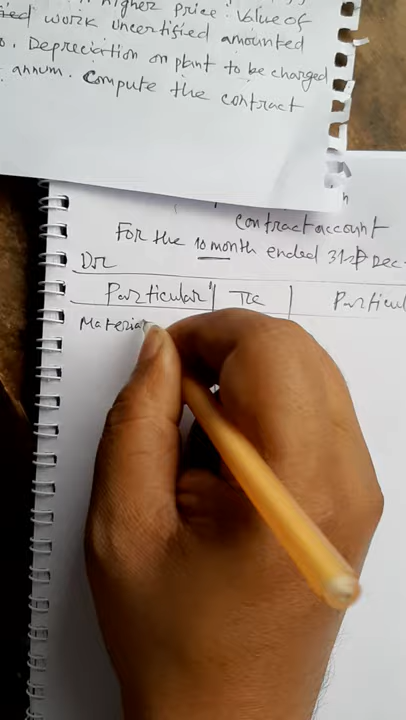 higher price. Value of
work uncertified amounted
Depreciation on plant to be charged
annum. Compute the contract
contract account
For the 10 month ended 31st Dec
Dr
Particular Rs Particul
Materia